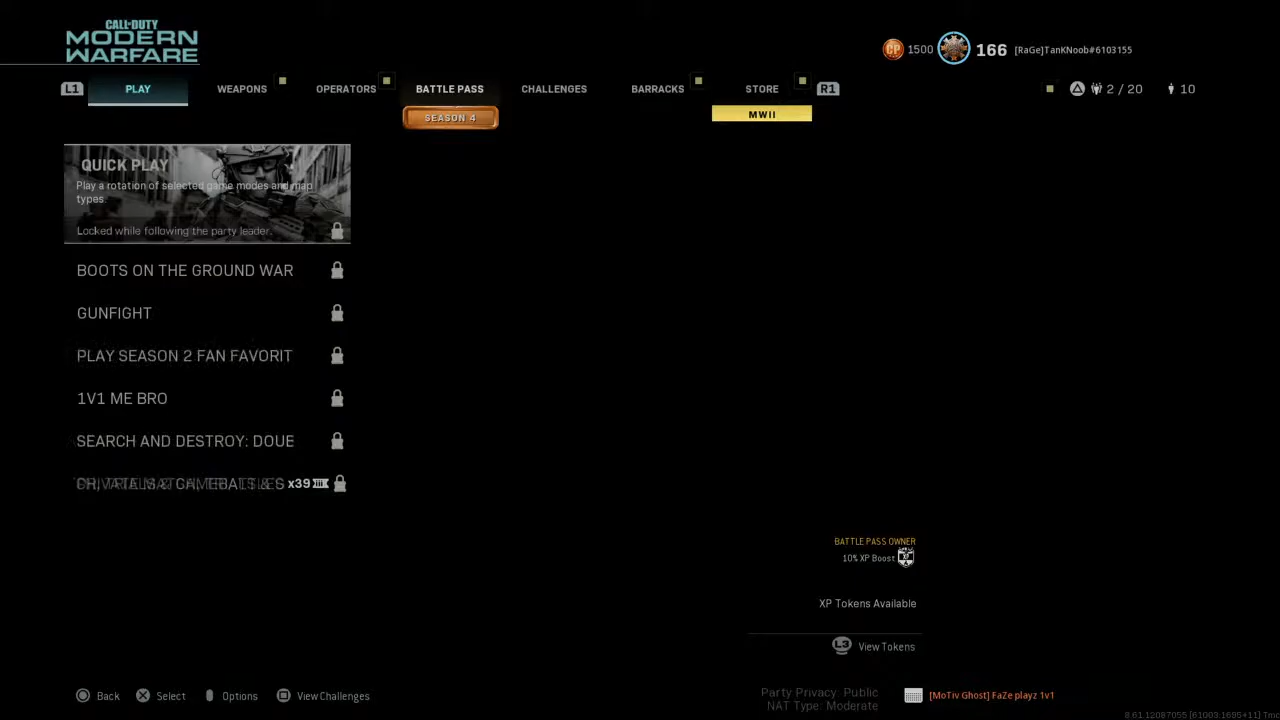 CALL OF DUTY
MODERN
WARFARE
CP 1500 166 [RaGe]TanKNoob#6103155
L1 PLAY WEAPONS OPERATORS BATTLE PASS CHALLENGES BARRACKS STORE R1 2 / 20 10
SEASON 4 MWII
QUICK PLAY
Play a rotation of selected game modes and map
types.
Locked while following the party leader.
BOOTS ON THE GROUND WAR
GUNFIGHT
PLAY SEASON 2 FAN FAVORIT
1V1 ME BRO
SEARCH AND DESTROY: DOUB
x39
BATTLE PASS OWNER
10% XP Boost
XP Tokens Available
L3 View Tokens
Back Select Options View Challenges
Party Privacy: Public
NAT Type: Moderate
[MoTiv Ghost] FaZe playz 1v1